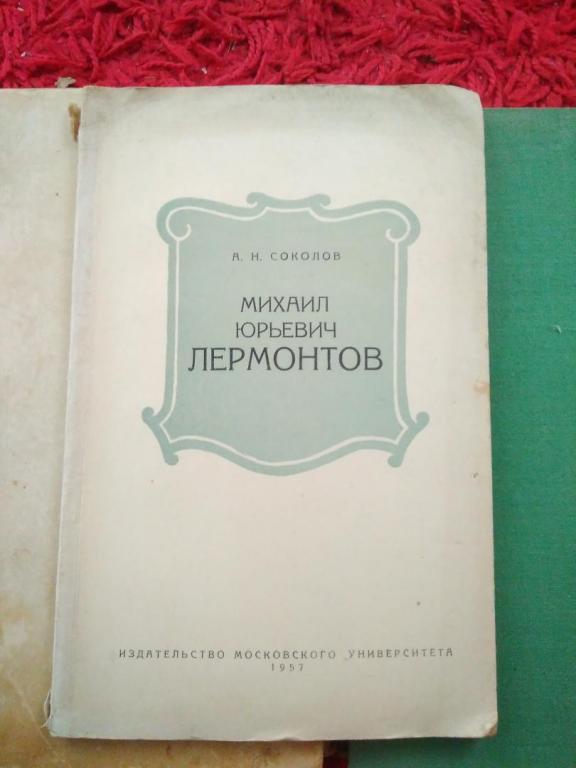 А. Н. СОКОЛОВ
МИХАИЛ
ЮРЬЕВИЧ
ЛЕРМОНТОВ
ИЗДАТЕЛЬСТВО МОСКОВСКОГО УНИВЕРСИТЕТА
1957